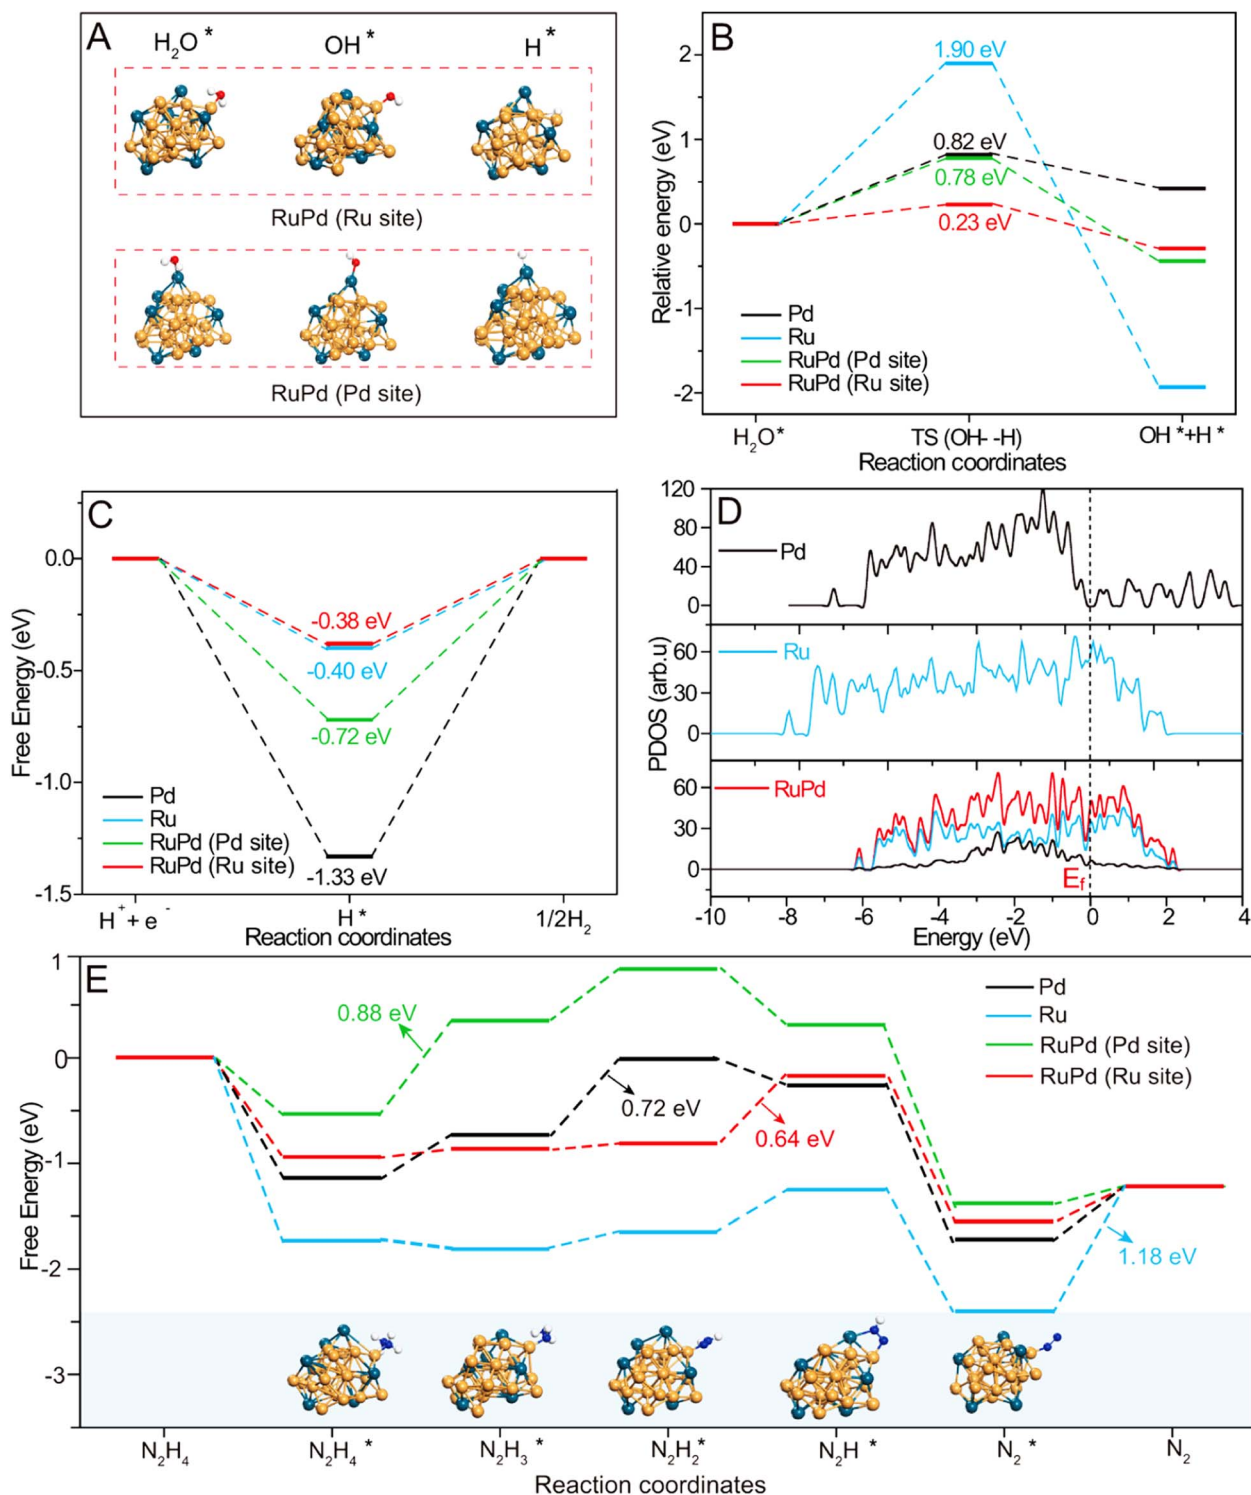 A
H₂O* OH* H*
RuPd (Ru site)
RuPd (Pd site)
B
Relative energy (eV)
2
1
0
-1
-2
1.90 eV
0.82 eV
0.78 eV
0.23 eV
Pd
Ru
RuPd (Pd site)
RuPd (Ru site)
H₂O* TS (OH- -H) OH*+H*
Reaction coordinates
C
Free Energy (eV)
0.0
-0.5
-1.0
-1.5
-0.38 eV
-0.40 eV
-0.72 eV
-1.33 eV
Pd
Ru
RuPd (Pd site)
RuPd (Ru site)
H⁺ + e⁻ H* 1/2H₂
Reaction coordinates
D
PDOS (arb.u)
120
80
40
0
Pd
60
30
0
Ru
60
30
0
RuPd
E_f
-10 -8 -6 -4 -2 0 2 4
Energy (eV)
E
Free Energy (eV)
1
0
-1
-2
-3
0.88 eV
0.72 eV
0.64 eV
1.18 eV
Pd
Ru
RuPd (Pd site)
RuPd (Ru site)
N₂H₄ N₂H₄* N₂H₃* N₂H₂* N₂H* N₂* N₂
Reaction coordinates